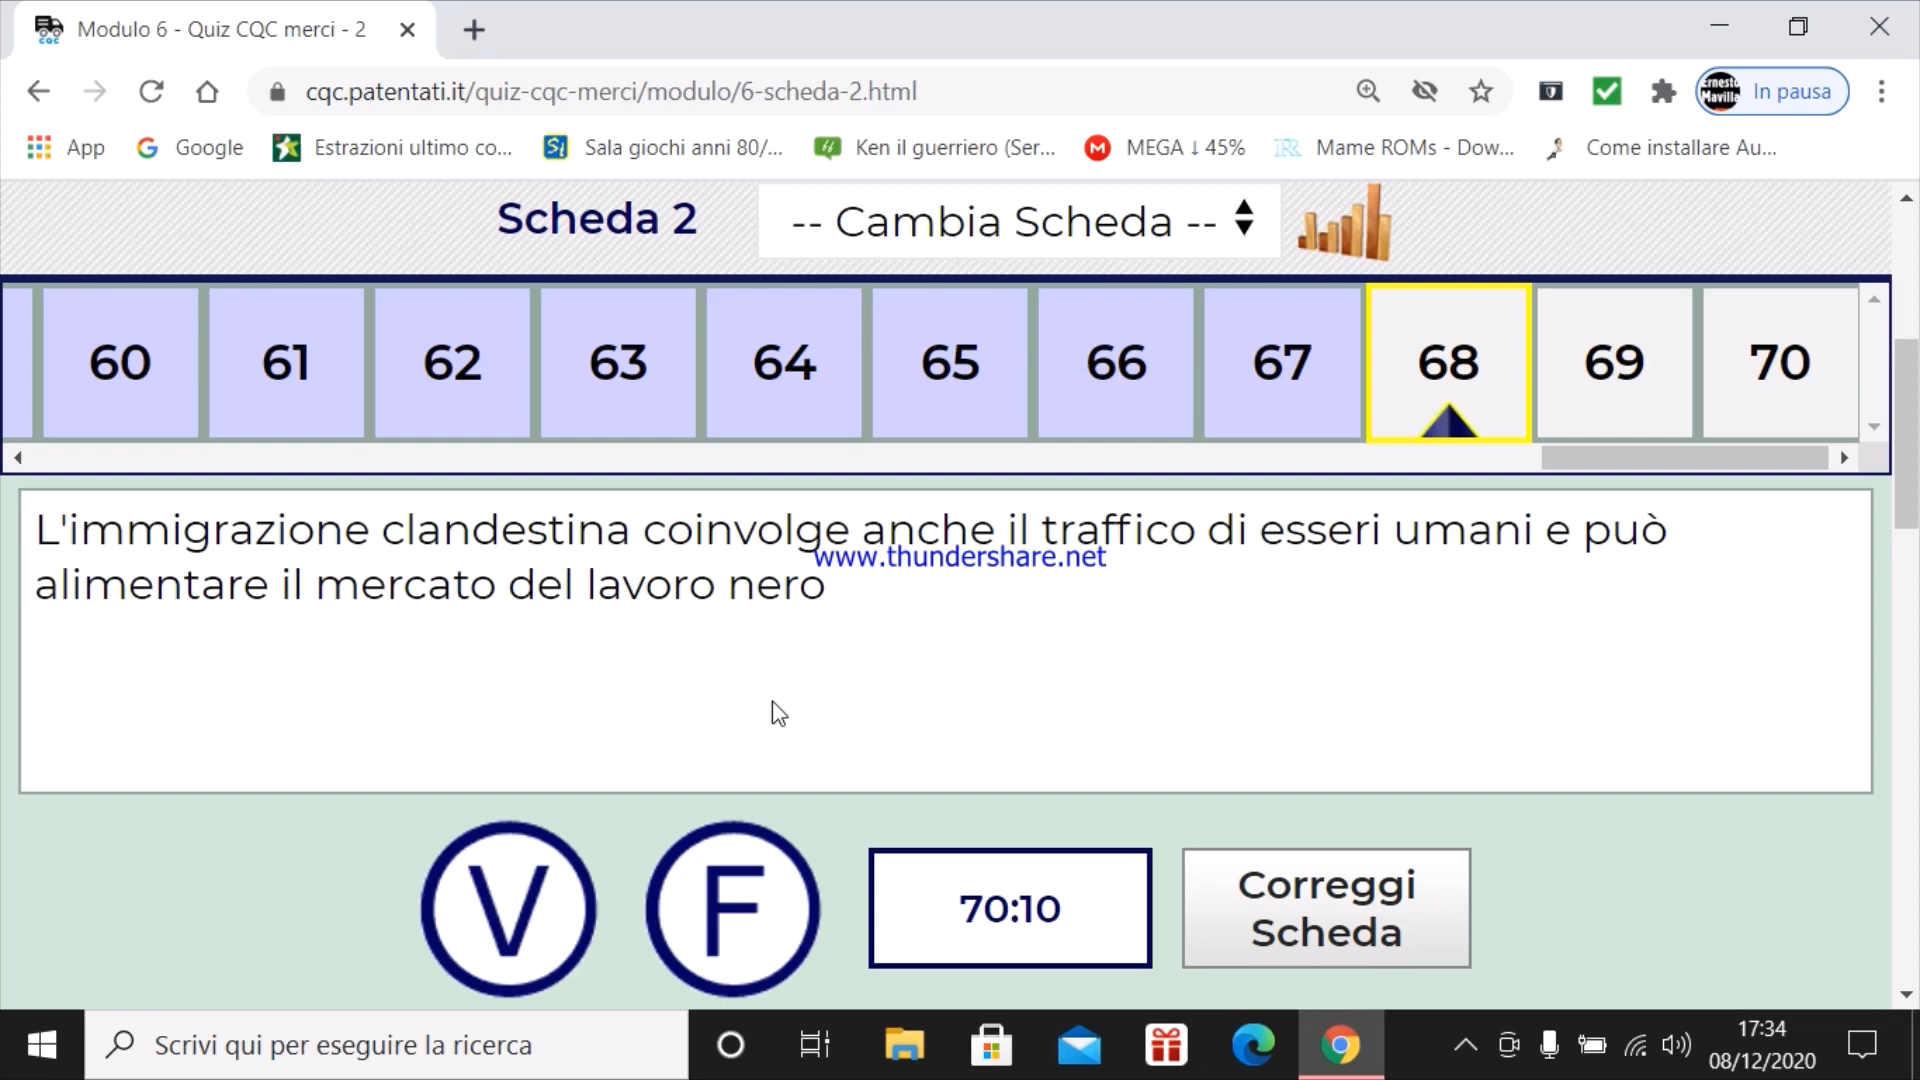 Modulo 6 - Quiz CQC merci - 2
cqc.patentati.it/quiz-cqc-merci/modulo/6-scheda-2.html
Ernesto
Mavilla
In pausa
App
Google
Estrazioni ultimo co...
Sala giochi anni 80/...
Ken il guerriero (Ser...
MEGA ↓ 45%
Mame ROMs - Dow...
Come installare Au...
Scheda 2
-- Cambia Scheda --
60 61 62 63 64 65 66 67 68 69 70
L'immigrazione clandestina coinvolge anche il traffico di esseri umani e può
www.thundershare.net
alimentare il mercato del lavoro nero
V F 70:10 Correggi
Scheda
Scrivi qui per eseguire la ricerca
17:34
08/12/2020